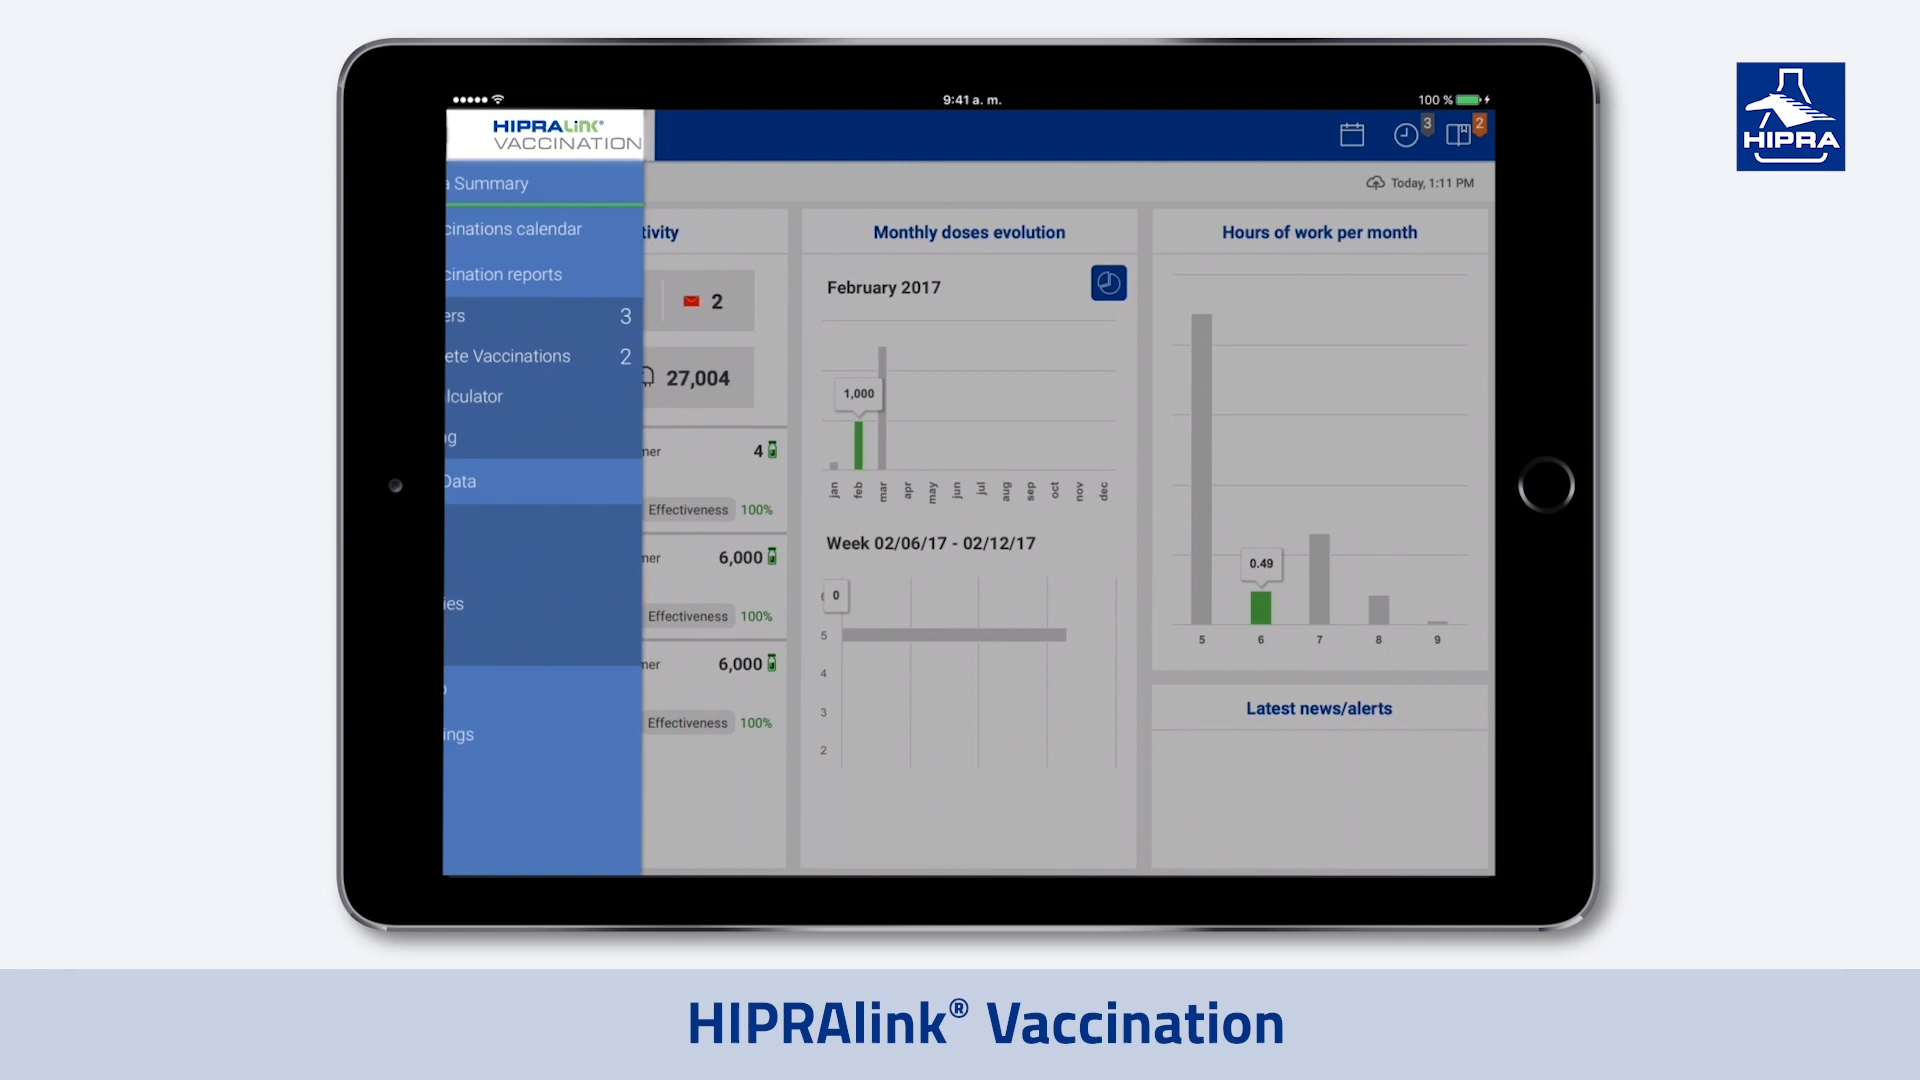 9:41 a. m.
100 %
HIPRALink®
VACCINATION
3
2
HIPRA
Summary
Today, 1:11 PM
cinations calendar
cination reports
ers 3
ete Vaccinations 2
lculator
Data
ies
ings
tivity
2
27,004
ner 4
Effectiveness 100%
ner 6,000
Effectiveness 100%
ner 6,000
Effectiveness 100%
Monthly doses evolution
February 2017
1,000
jan feb mar apr may jun jul aug sep oct nov dec
Week 02/06/17 - 02/12/17
0
5
4
3
2
Hours of work per month
0.49
5 6 7 8 9
Latest news/alerts
HIPRAlink® Vaccination